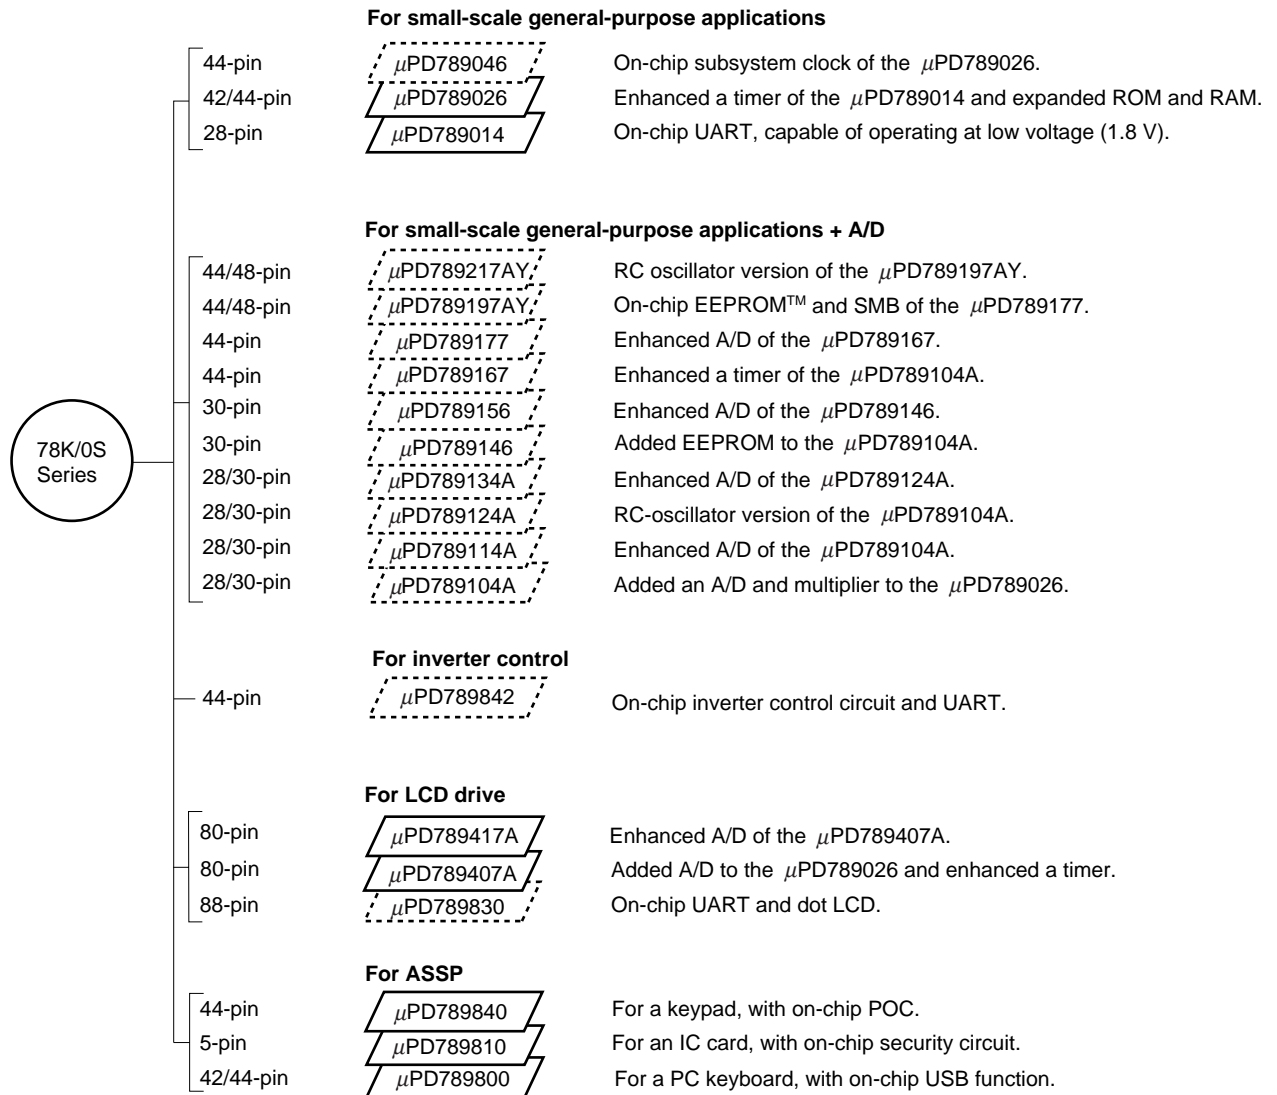 For small-scale general-purpose applications
44-pin μPD789046 On-chip subsystem clock of the μPD789026.
42/44-pin μPD789026 Enhanced a timer of the μPD789014 and expanded ROM and RAM.
28-pin μPD789014 On-chip UART, capable of operating at low voltage (1.8 V).
For small-scale general-purpose applications + A/D
44/48-pin μPD789217AY RC oscillator version of the μPD789197AY.
44/48-pin μPD789197AY On-chip EEPROM™ and SMB of the μPD789177.
44-pin μPD789177 Enhanced A/D of the μPD789167.
44-pin μPD789167 Enhanced a timer of the μPD789104A.
30-pin μPD789156 Enhanced A/D of the μPD789146.
30-pin μPD789146 Added EEPROM to the μPD789104A.
28/30-pin μPD789134A Enhanced A/D of the μPD789124A.
28/30-pin μPD789124A RC-oscillator version of the μPD789104A.
28/30-pin μPD789114A Enhanced A/D of the μPD789104A.
28/30-pin μPD789104A Added an A/D and multiplier to the μPD789026.
78K/0S
Series
For inverter control
44-pin μPD789842 On-chip inverter control circuit and UART.
For LCD drive
80-pin μPD789417A Enhanced A/D of the μPD789407A.
80-pin μPD789407A Added A/D to the μPD789026 and enhanced a timer.
88-pin μPD789830 On-chip UART and dot LCD.
For ASSP
44-pin μPD789840 For a keypad, with on-chip POC.
5-pin μPD789810 For an IC card, with on-chip security circuit.
42/44-pin μPD789800 For a PC keyboard, with on-chip USB function.